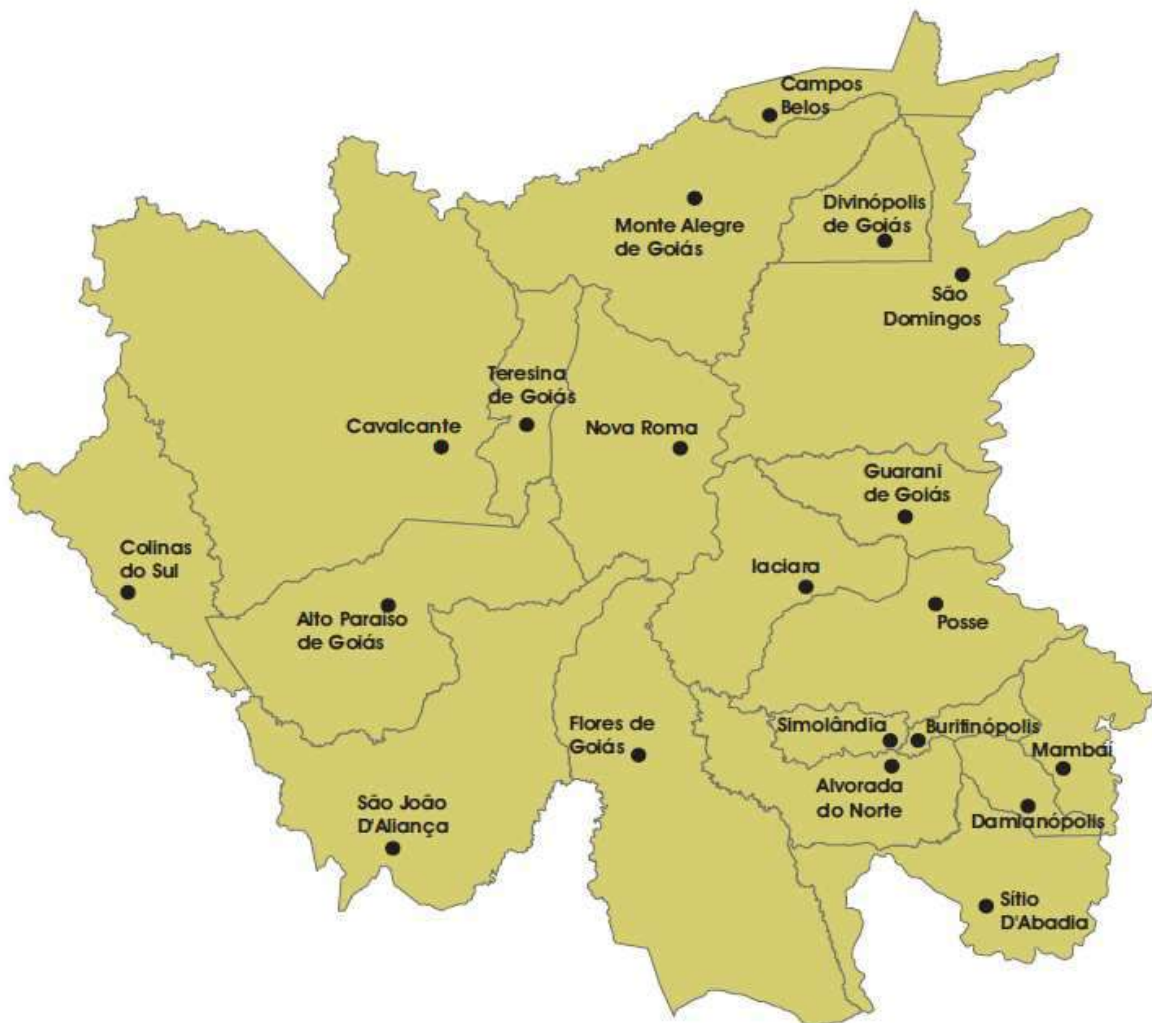 Campos
Belos
Monte Alegre
de Goiás
Divinópolis
de Goiás
São
Domingos
Teresina
de Goiás
Cavalcante
Nova Roma
Guarani
de Goiás
Colinas
do Sul
Iaciara
Alto Paraíso
de Goiás
Posse
Flores de
Goiás
Simolândia
Buritinópolis
Mambaí
Alvorada
do Norte
Damianópolis
São João
D'Aliança
Sítio
D'Abadia